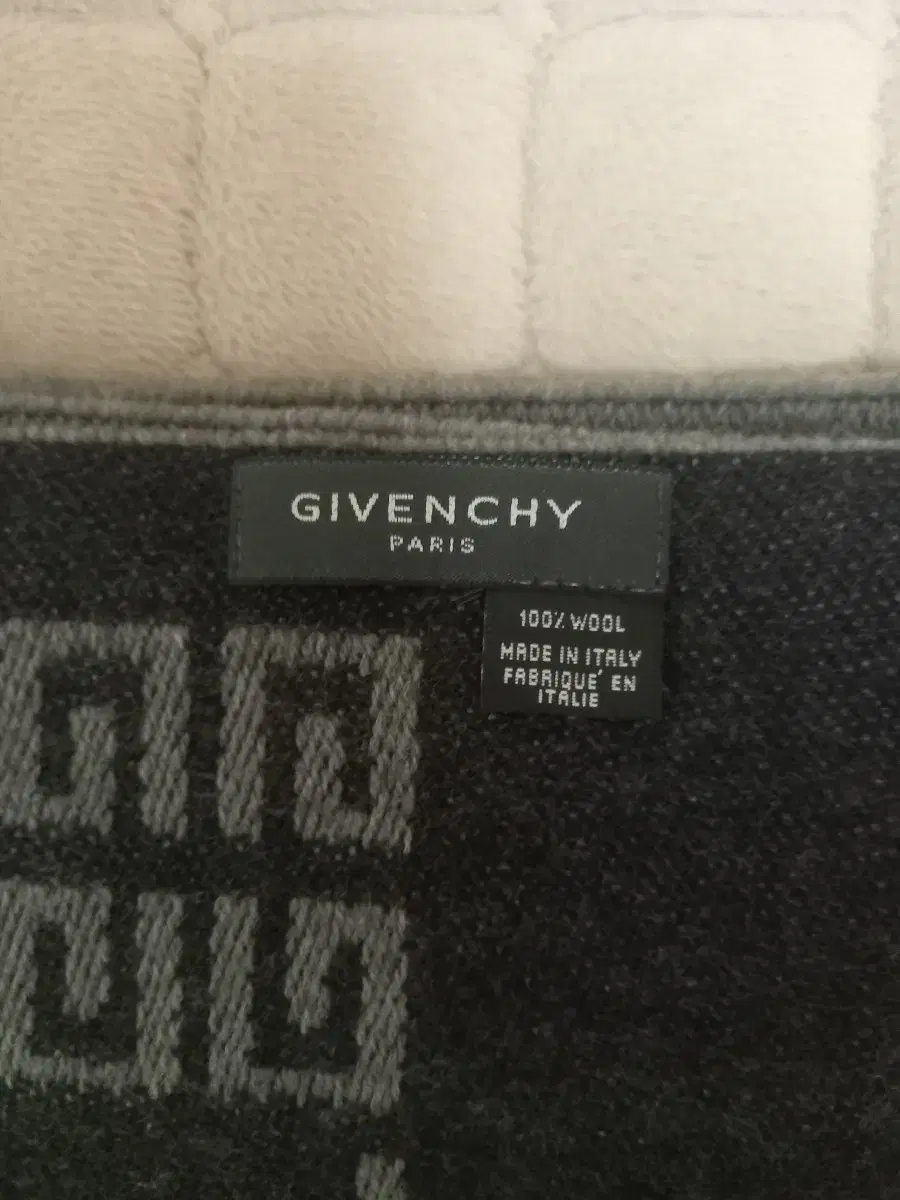 GIVENCHY
PARIS
100% WOOL
MADE IN ITALY
FABRIQUE' EN
ITALIE